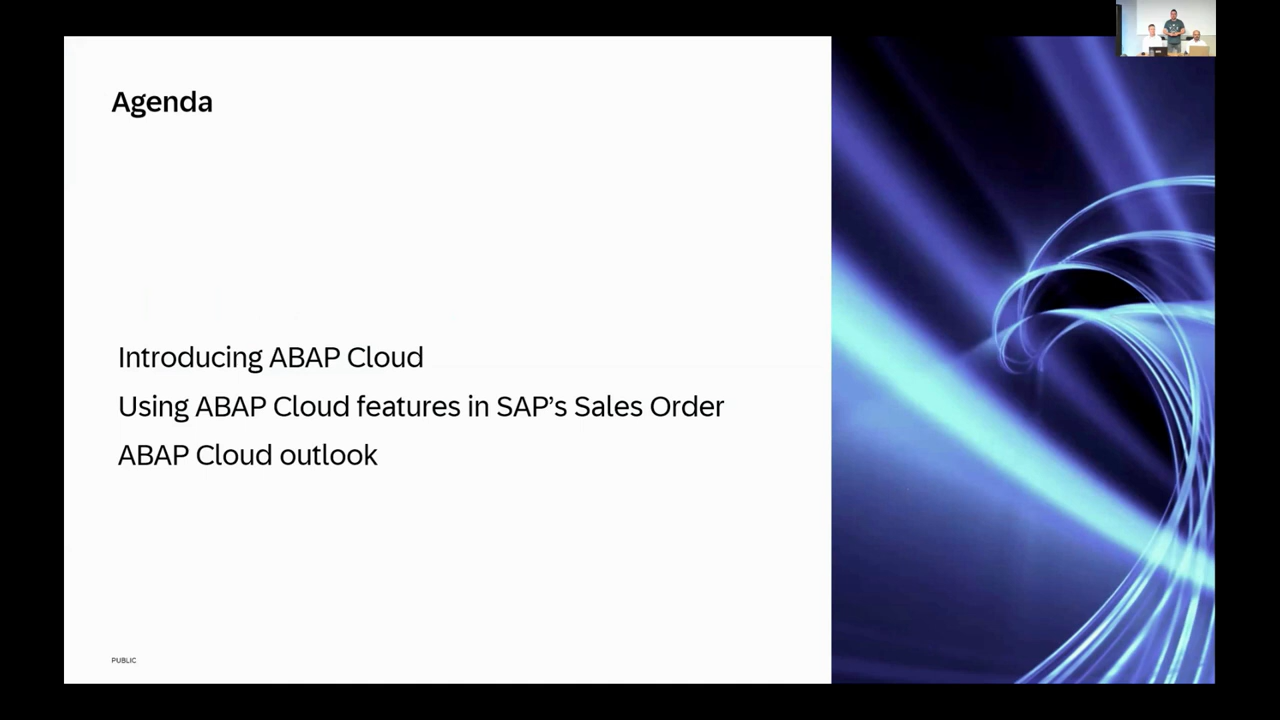 Agenda
Introducing ABAP Cloud
Using ABAP Cloud features in SAP’s Sales Order
ABAP Cloud outlook
PUBLIC